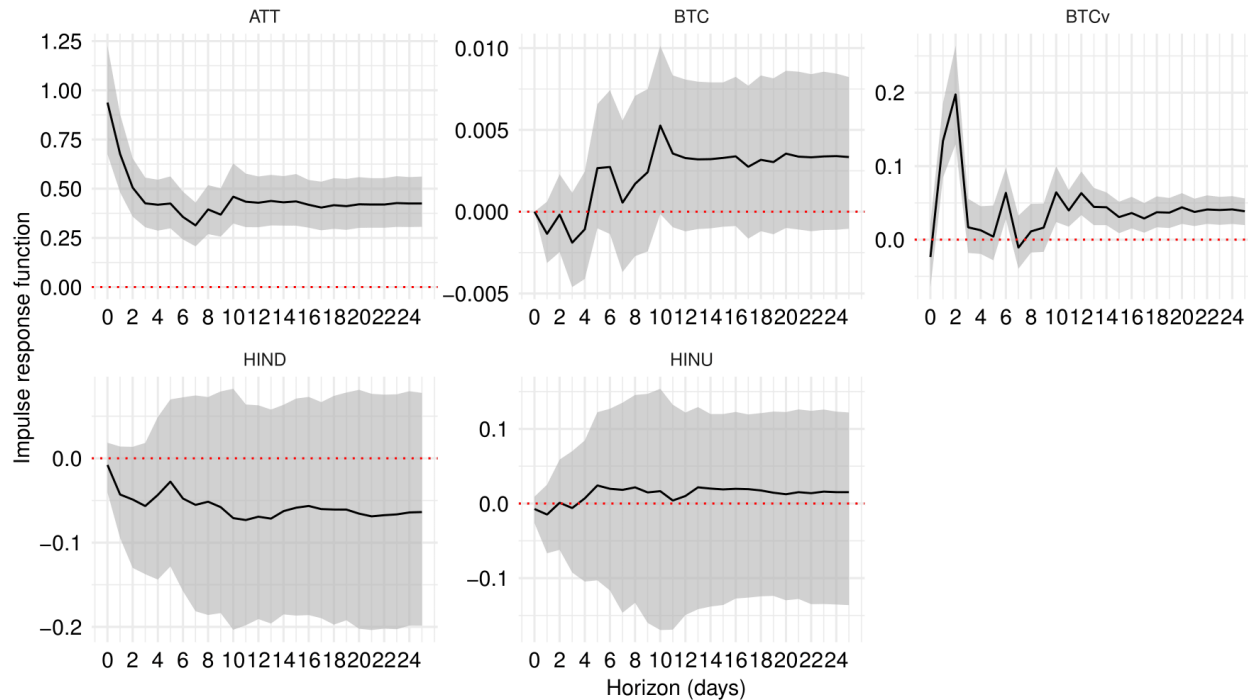 ATT
BTC
BTCv
Impulse response function
1.25
1.00
0.75
0.50
0.25
0.00
0 2 4 6 8 10 12 14 16 18 20 22 24
0.010
0.005
0.000
−0.005
0 2 4 6 8 10 12 14 16 18 20 22 24
0.2
0.1
0.0
0 2 4 6 8 10 12 14 16 18 20 22 24
HIND
HINU
0.0
−0.1
−0.2
0 2 4 6 8 10 12 14 16 18 20 22 24
0.1
0.0
−0.1
0 2 4 6 8 10 12 14 16 18 20 22 24
Horizon (days)